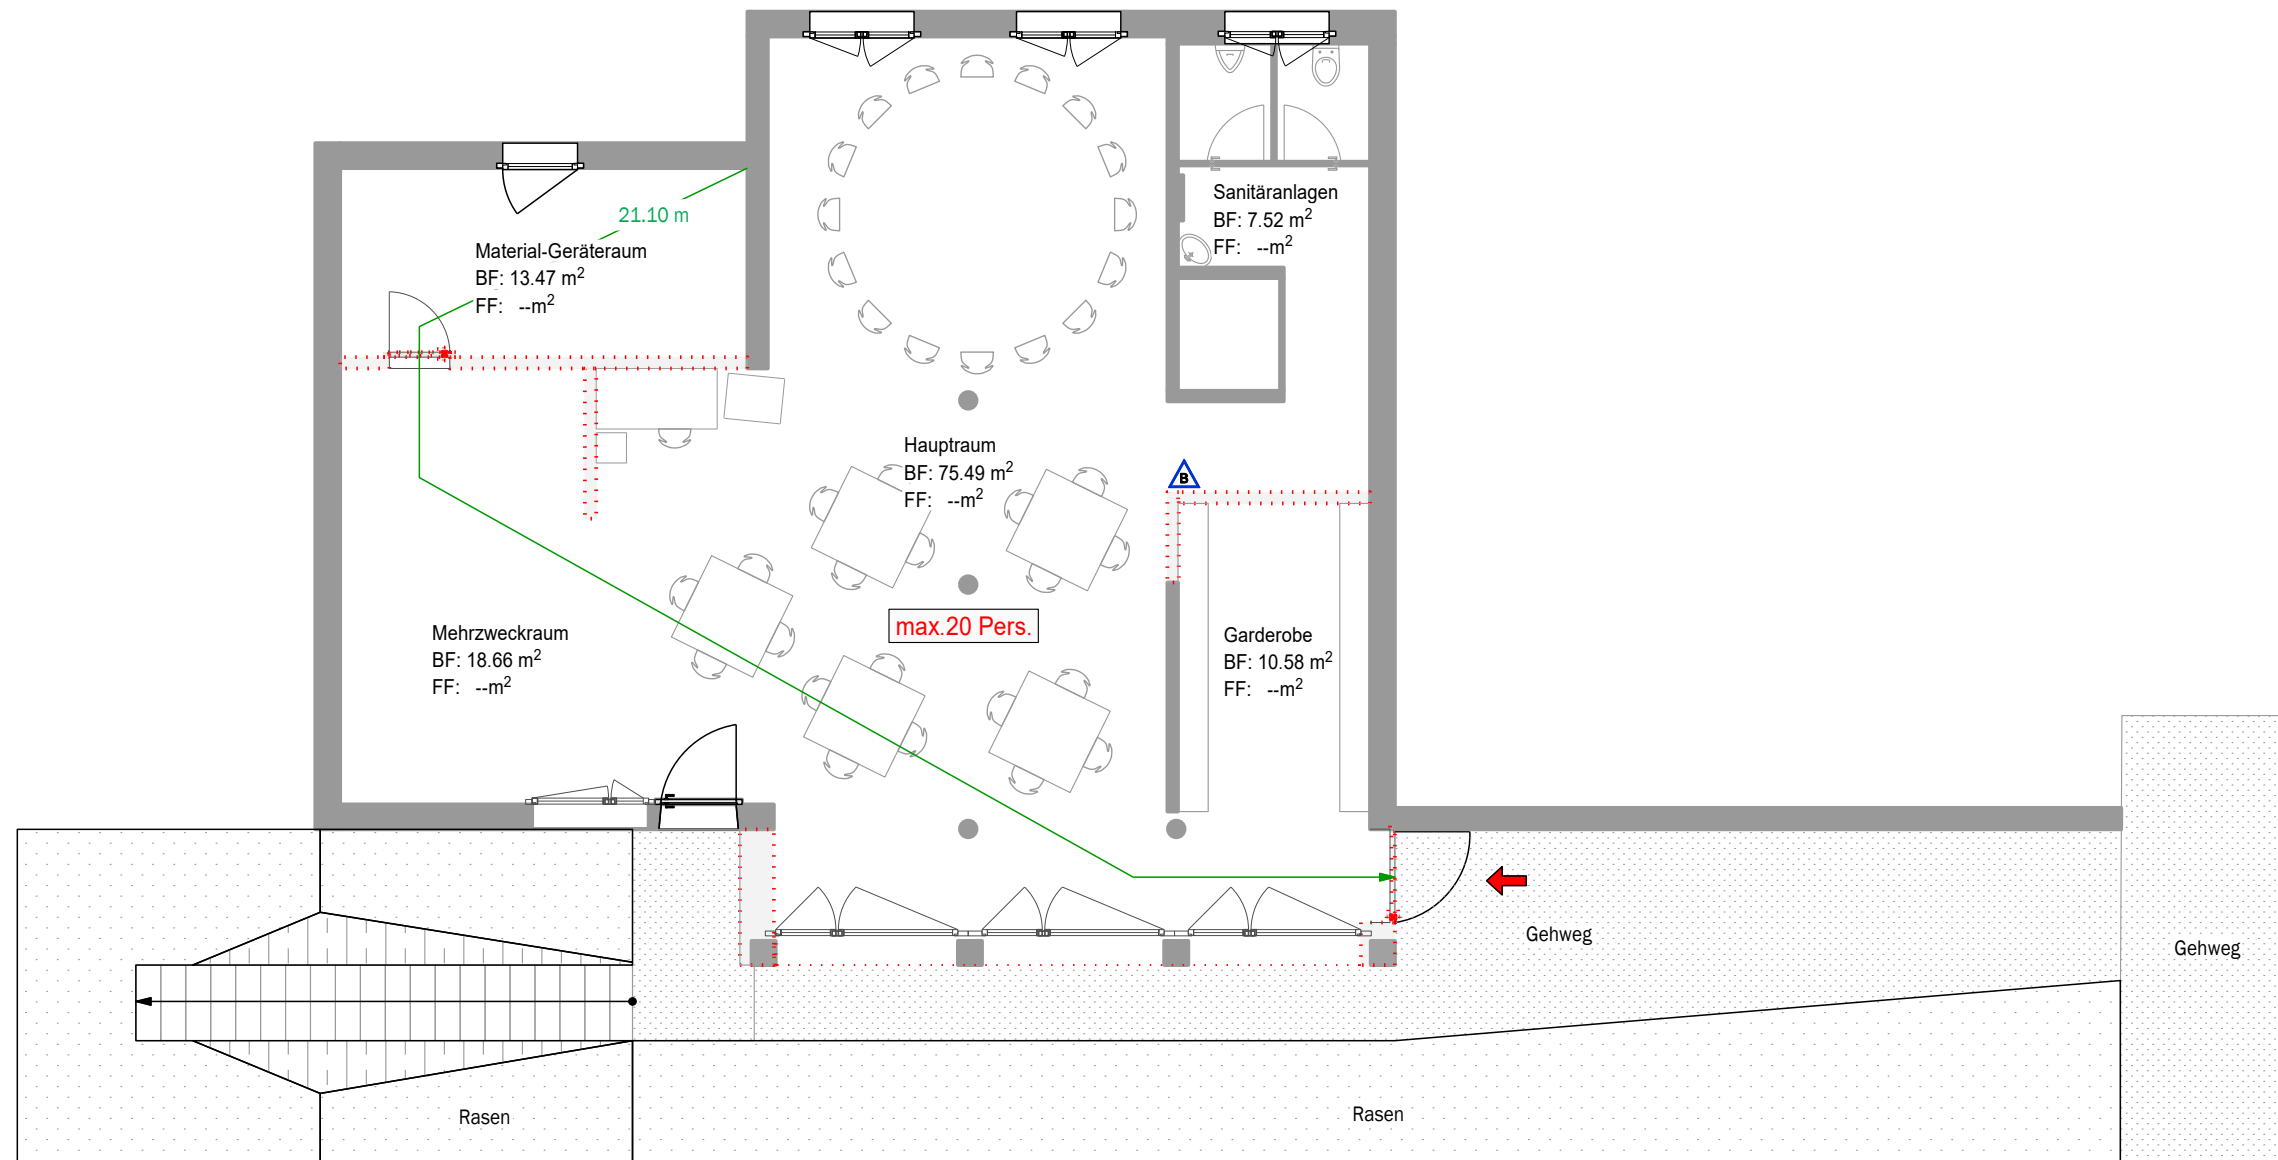 21.10 m
Material-Geräteraum
BF: 13.47 m²
FF: --m²
Sanitäranlagen
BF: 7.52 m²
FF: --m²
Hauptraum
BF: 75.49 m²
FF: --m²
B
max.20 Pers.
Mehrzweckraum
BF: 18.66 m²
FF: --m²
Garderobe
BF: 10.58 m²
FF: --m²
Gehweg
Gehweg
Rasen
Rasen